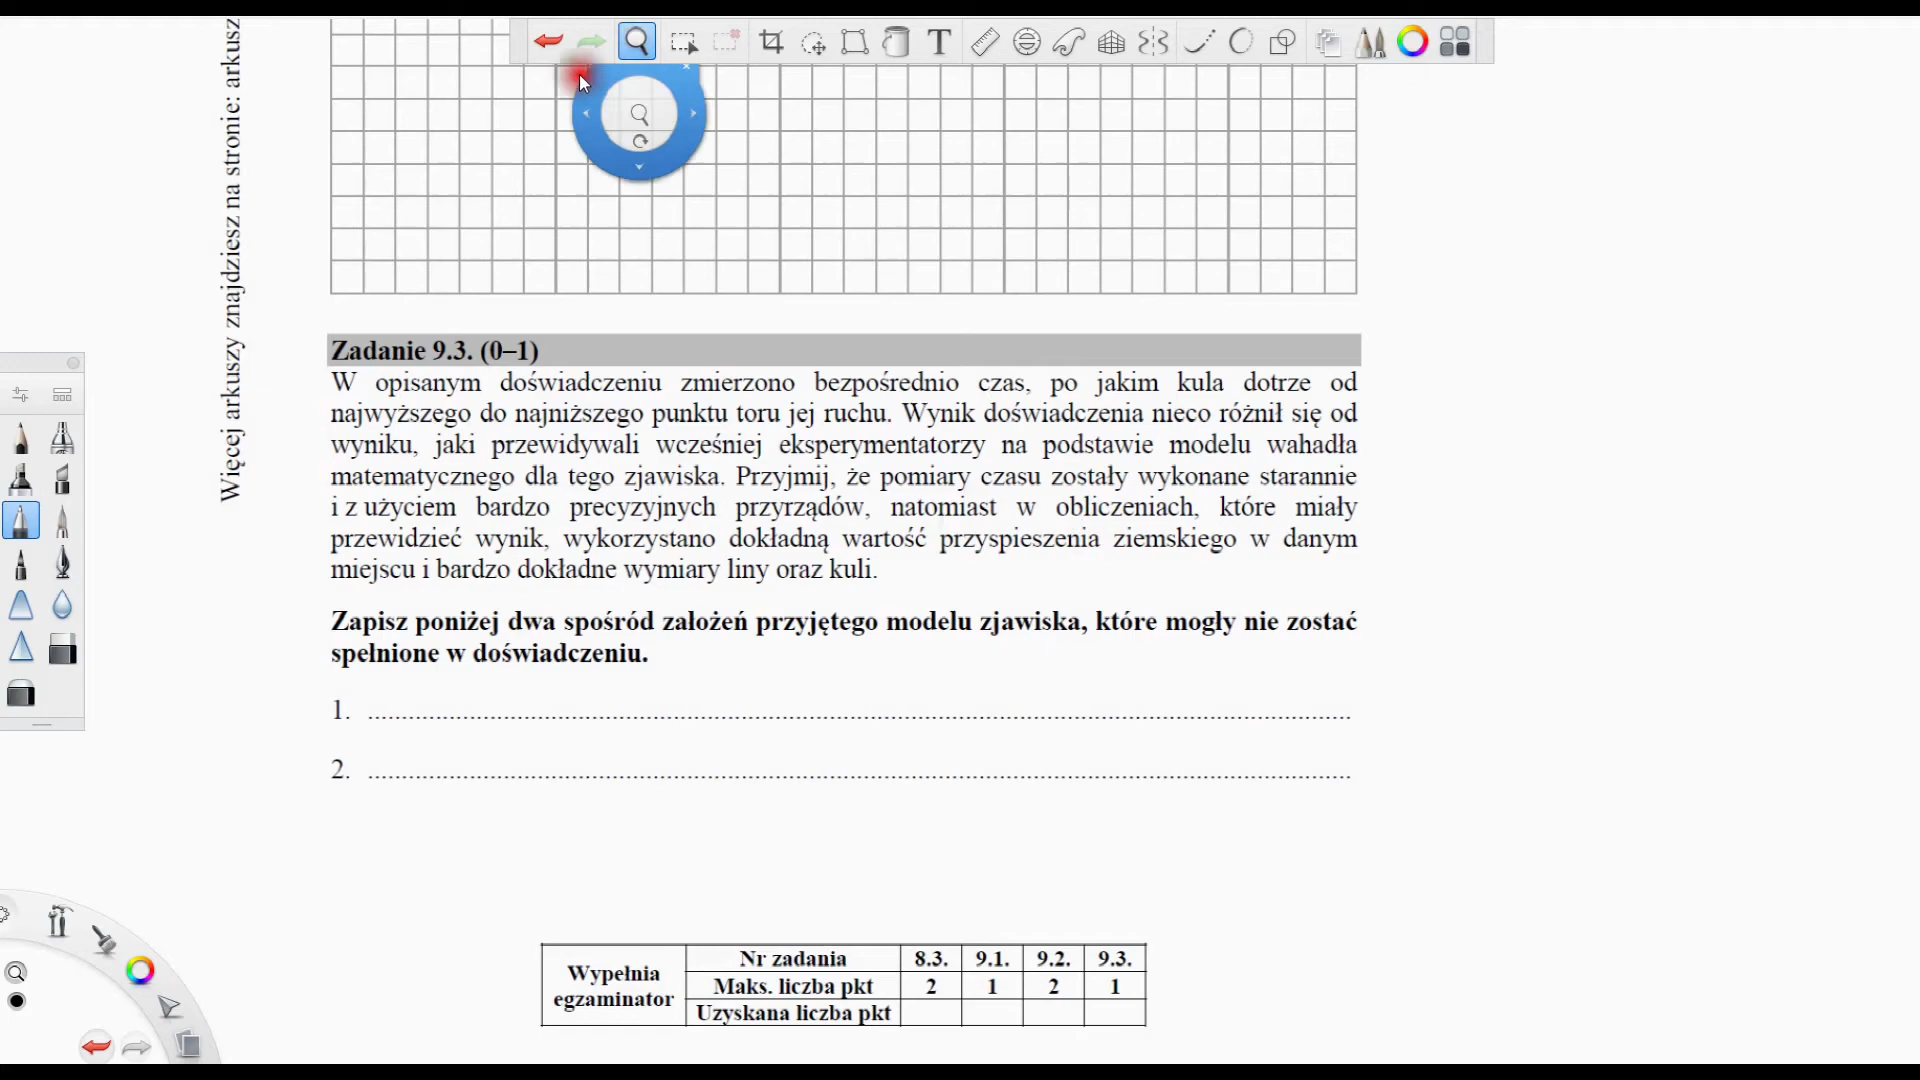 Więcej arkuszy znajdziesz na stronie: arkusz
Zadanie 9.3. (0–1)
W opisanym doświadczeniu zmierzono bezpośrednio czas, po jakim kula dotrze od
najwyższego do najniższego punktu toru jej ruchu. Wynik doświadczenia nieco różnił się od
wyniku, jaki przewidywali wcześniej eksperymentatorzy na podstawie modelu wahadła
matematycznego dla tego zjawiska. Przyjmij, że pomiary czasu zostały wykonane starannie
i z użyciem bardzo precyzyjnych przyrządów, natomiast w obliczeniach, które miały
przewidzieć wynik, wykorzystano dokładną wartość przyspieszenia ziemskiego w danym
miejscu i bardzo dokładne wymiary liny oraz kuli.
Zapisz poniżej dwa spośród założeń przyjętego modelu zjawiska, które mogły nie zostać
spełnione w doświadczeniu.
1. ....................................................................................................
2. ....................................................................................................
Wypełnia
egzaminator
Nr zadania 8.3. 9.1. 9.2. 9.3.
Maks. liczba pkt 2 1 2 1
Uzyskana liczba pkt